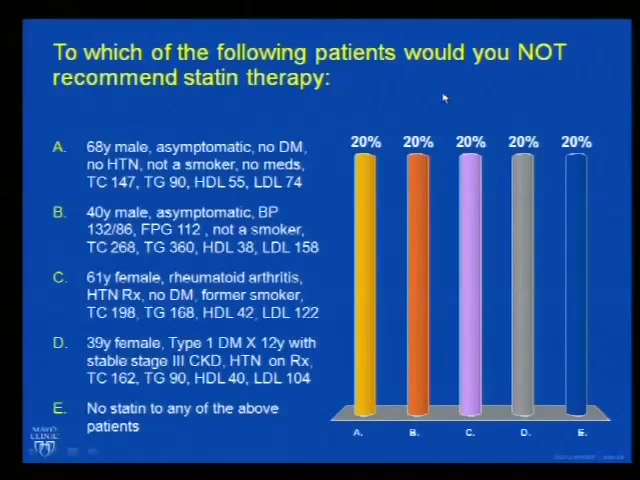 To which of the following patients would you NOT
recommend statin therapy:
A. 68y male, asymptomatic, no DM,
no HTN, not a smoker, no meds,
TC 147, TG 90, HDL 55, LDL 74
B. 40y male, asymptomatic, BP
132/86, FPG 112 , not a smoker,
TC 268, TG 360, HDL 38, LDL 158
C. 61y female, rheumatoid arthritis,
HTN Rx, no DM, former smoker,
TC 198, TG 168, HDL 42, LDL 122
D. 39y female, Type 1 DM X 12y with
stable stage III CKD, HTN on Rx,
TC 162, TG 90, HDL 40, LDL 104
E. No statin to any of the above
patients
20% 20% 20% 20% 20%
A. B. C. D. E.
MAYO
CLINIC